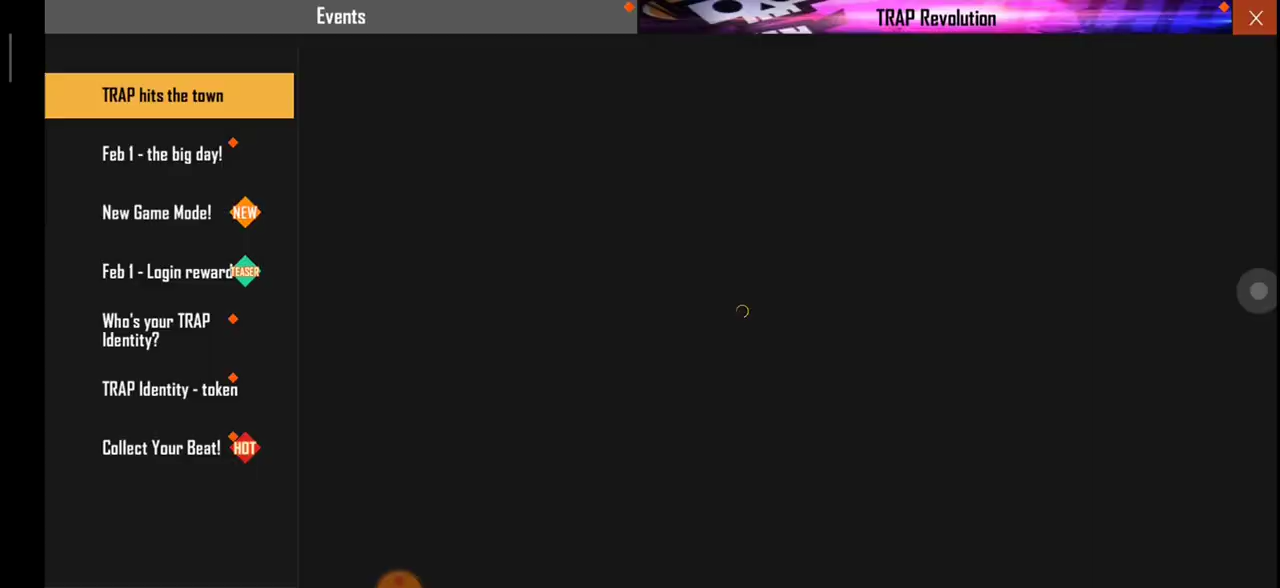 Events
TRAP Revolution
TRAP hits the town
Feb 1 - the big day!
New Game Mode!
NEW
Feb 1 - Login reward
TEASER
Who's your TRAP
Identity?
TRAP Identity - token
Collect Your Beat!
HOT